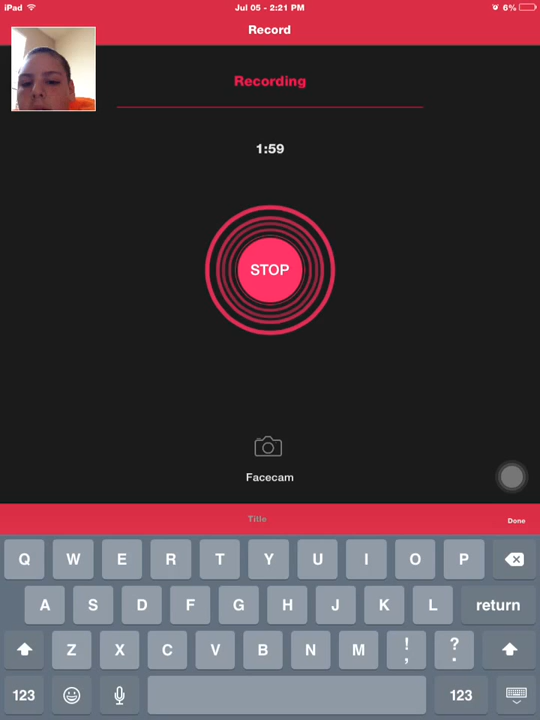 iPad Jul 05 - 2:21 PM 6%
Record
Recording
1:59
STOP
Facecam
Title Done
Q W E R T Y U I O P
A S D F G H J K L return
Z X C V B N M ! , ? .
123 123